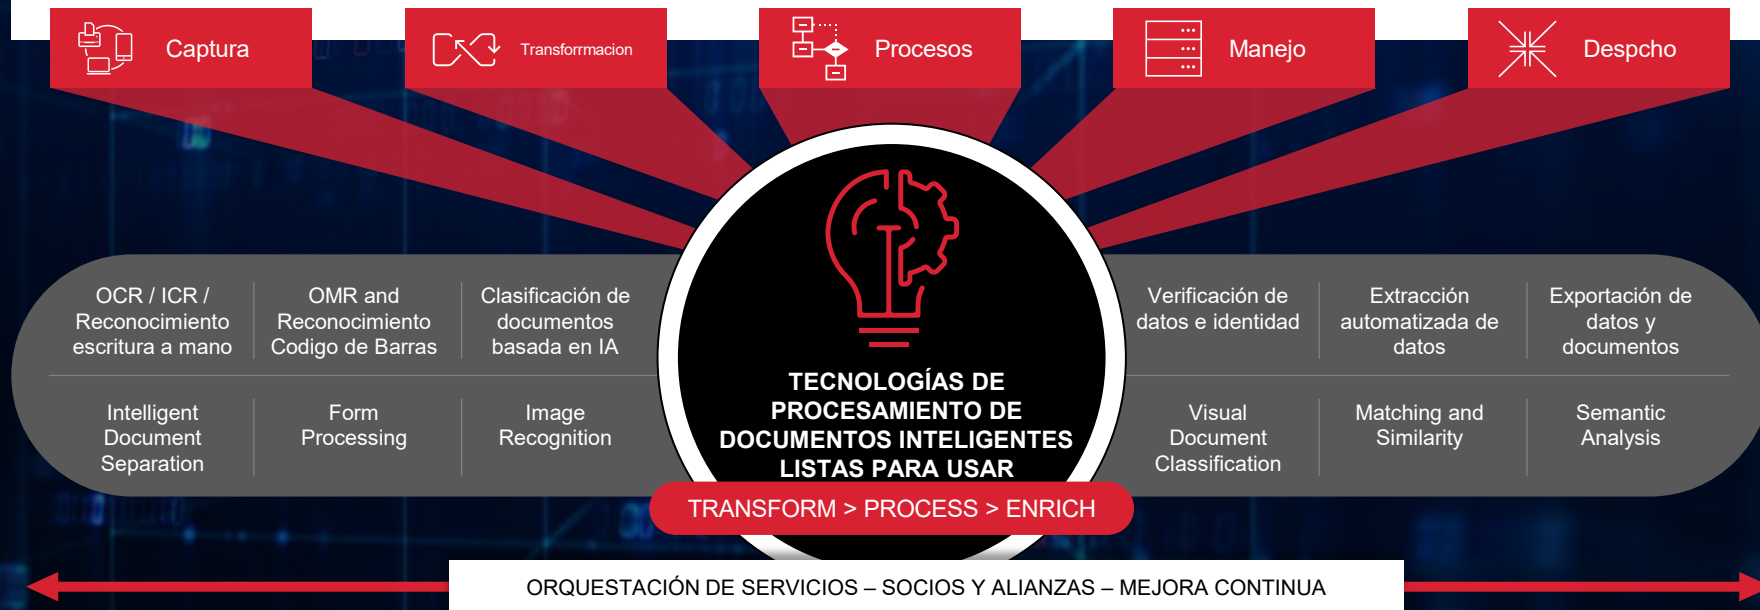 Captura
Transforrmacion
Procesos
Manejo
Despcho
OCR / ICR /
Reconocimiento
escritura a mano
OMR and
Reconocimiento
Codigo de Barras
Clasificación de
documentos
basada en IA
Verificación de
datos e identidad
Extracción
automatizada de
datos
Exportación de
datos y
documentos
Intelligent
Document
Separation
Form
Processing
Image
Recognition
Visual
Document
Classification
Matching and
Similarity
Semantic
Analysis
TECNOLOGÍAS DE
PROCESAMIENTO DE
DOCUMENTOS INTELIGENTES
LISTAS PARA USAR
TRANSFORM > PROCESS > ENRICH
ORQUESTACIÓN DE SERVICIOS – SOCIOS Y ALIANZAS – MEJORA CONTINUA